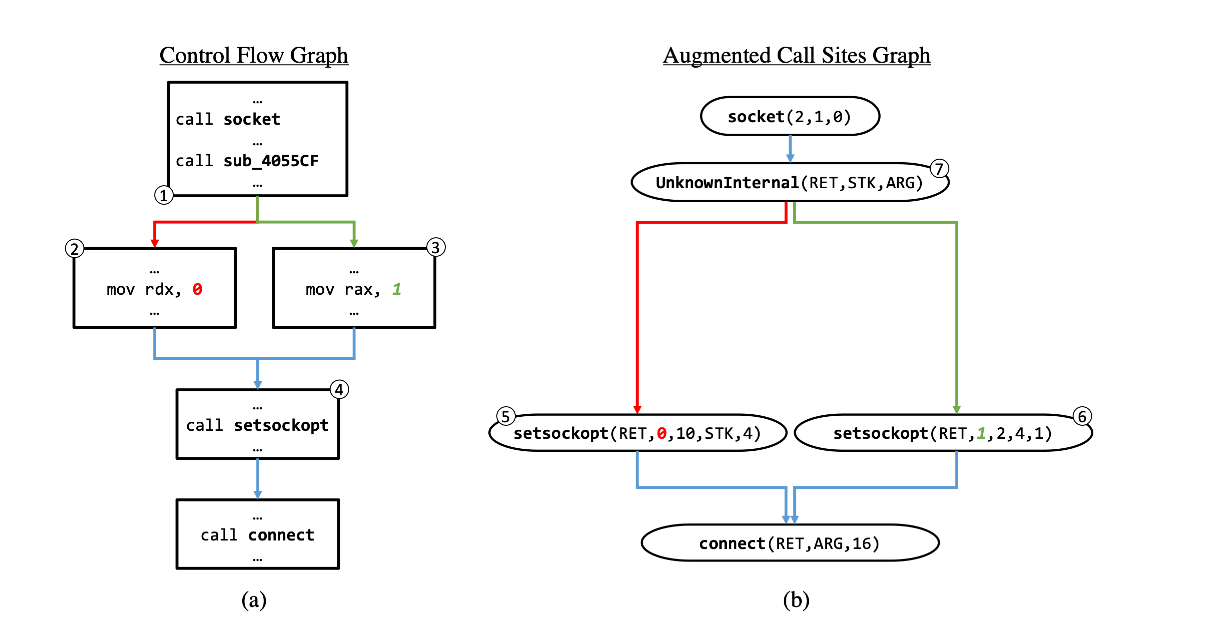 Control Flow Graph
…
call socket
…
call sub_4055CF
…
①
②
…
mov rdx, 0
…
③
…
mov rax, 1
…
④
…
call setsockopt
…
…
call connect
…
(a)
Augmented Call Sites Graph
socket(2,1,0)
⑦
UnknownInternal(RET,STK,ARG)
⑤
setsockopt(RET,0,10,STK,4)
⑥
setsockopt(RET,1,2,4,1)
connect(RET,ARG,16)
(b)